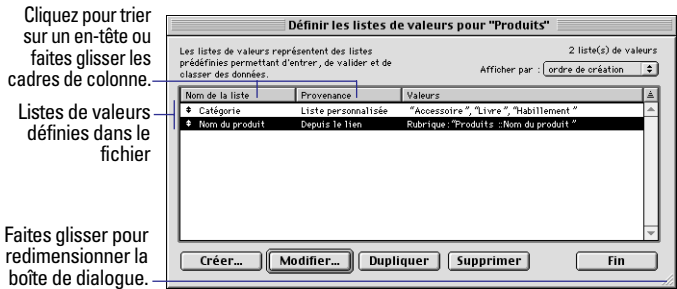 Cliquez pour trier
sur un en-tête ou
faites glisser les
cadres de colonne.
Listes de valeurs
définies dans le
fichier
Faites glisser pour
redimensionner la
boîte de dialogue.
Définir les listes de valeurs pour "Produits"
Les listes de valeurs représentent des listes
prédéfinies permettant d'entrer, de valider et de
classer des données.
2 liste(s) de valeurs
Afficher par : ordre de création
Nom de la liste Provenance Valeurs
Catégorie Liste personnalisée "Accessoire ", "Livre ", "Habillement "
Nom du produit Depuis le lien Rubrique : "Produits ::Nom du produit "
Créer... Modifier... Dupliquer Supprimer Fin